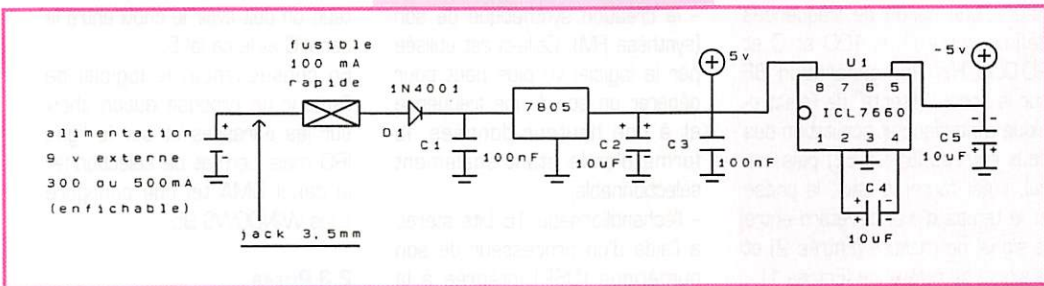 fusible
100 mA
rapide
alimentation
9 v externe
300 ou 500mA
(enfichable)
jack 3,5mm
1N4001
D1
C1
100nF
7805
C2
10uF
C3
100nF
5v
U1
8 7 6 5
ICL7660
1 2 3 4
C4
10uF
-5v
C5
10uF